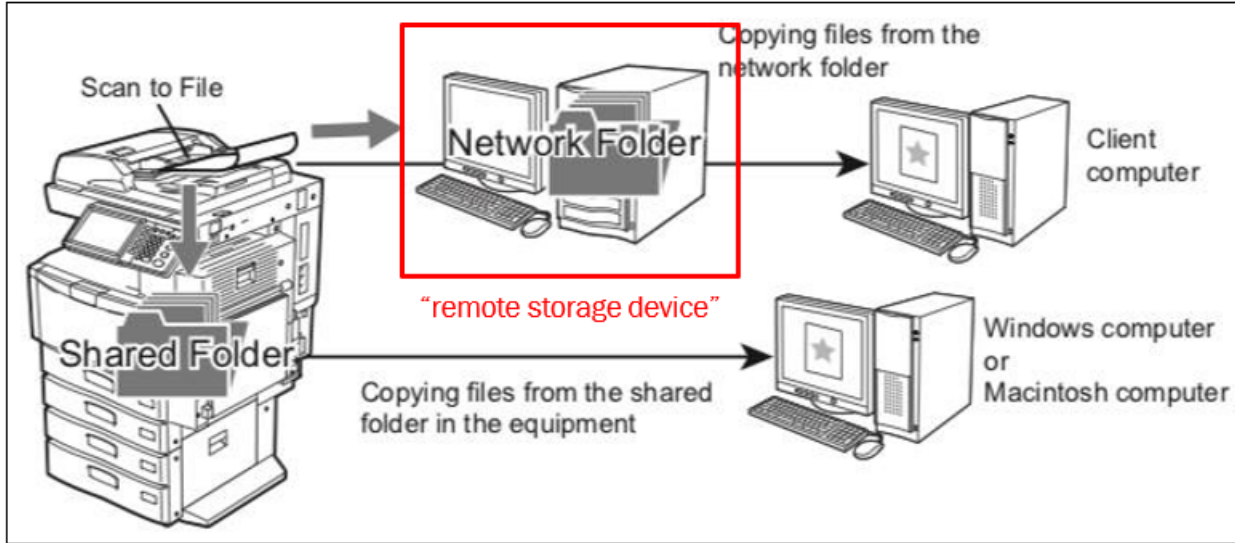 Scan to File
Copying files from the
network folder
Network Folder
Client
computer
“remote storage device”
Shared Folder
Windows computer
or
Macintosh computer
Copying files from the shared
folder in the equipment